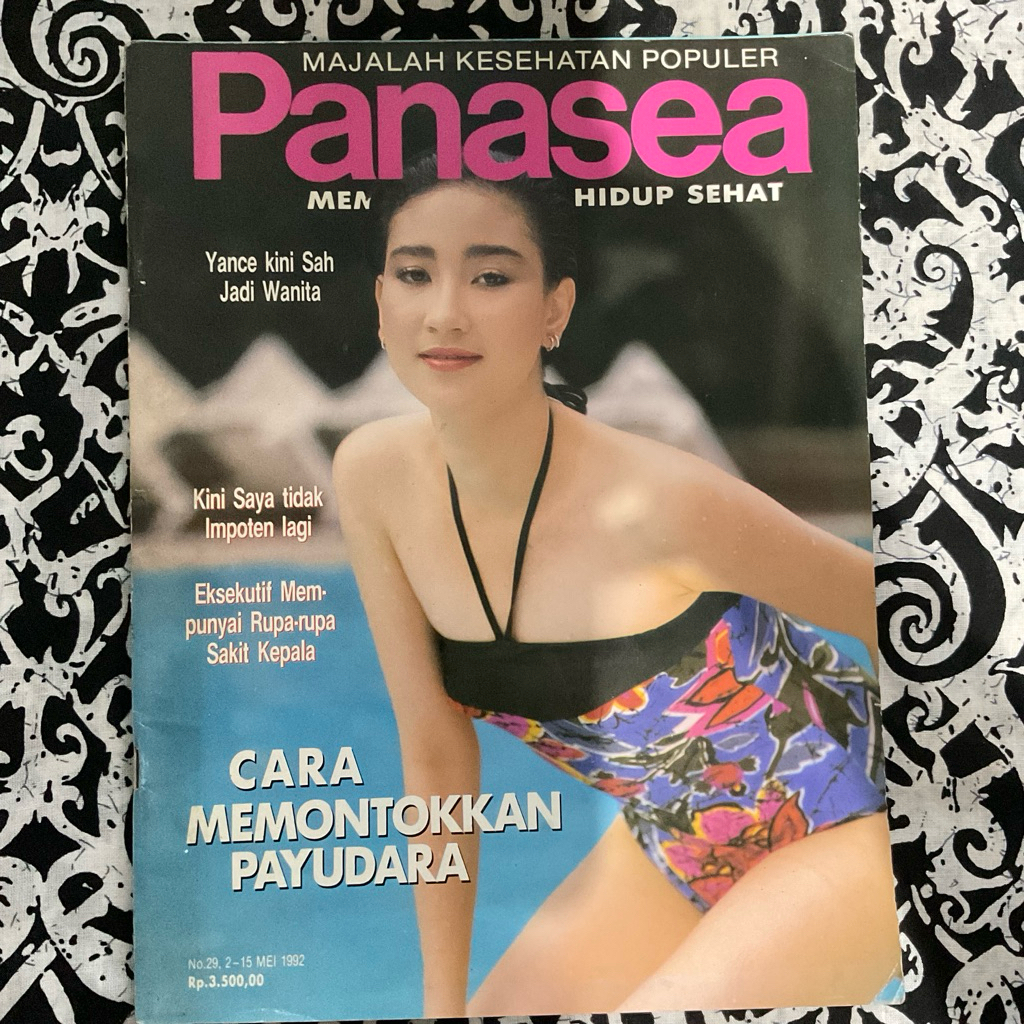 MAJALAH KESEHATAN POPULER
Panasea
HIDUP SEHAT
Yance kini Sah
Jadi Wanita
Kini Saya tidak
Impoten lagi
Eksekutif Mem-
punyai Rupa-rupa
Sakit Kepala
CARA
MEMONTOKKAN
PAYUDARA
No.29, 2-15 MEI 1992
Rp.3.500,00